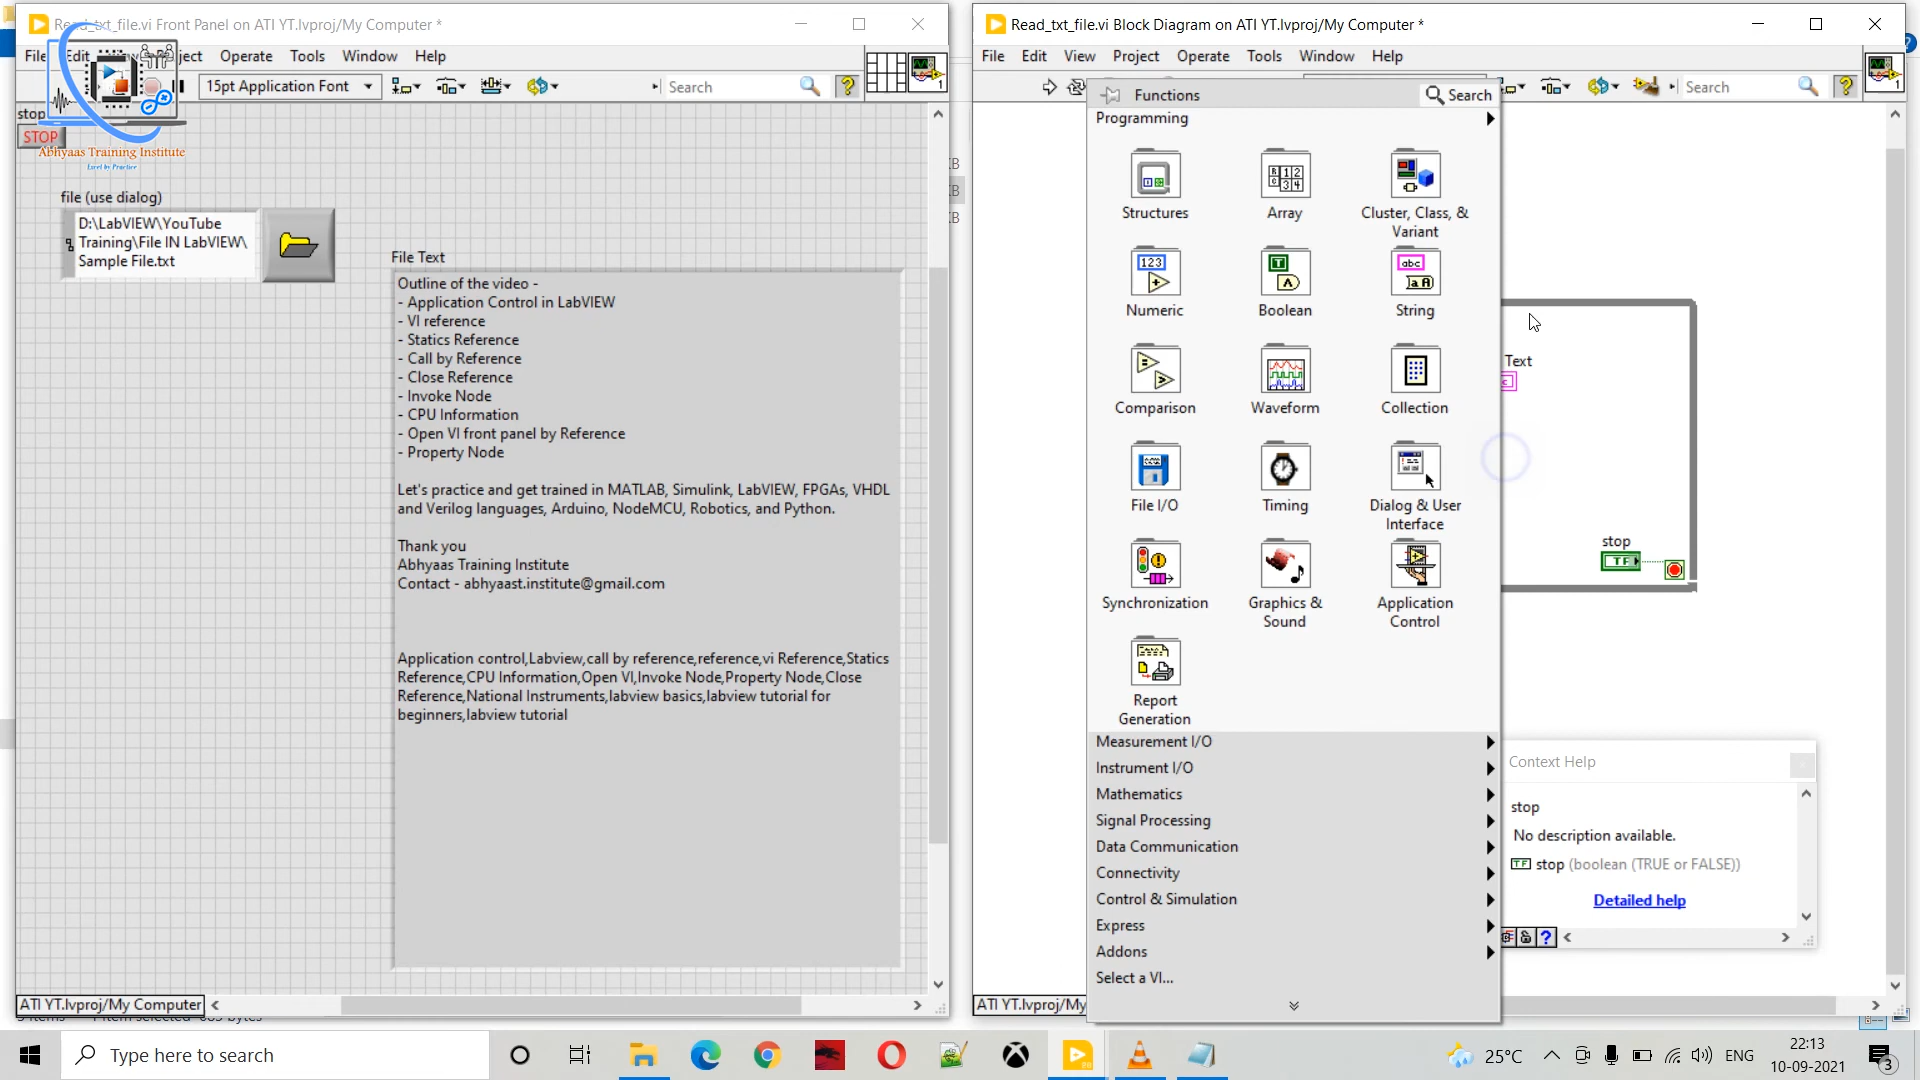 Read_txt_file.vi Front Panel on ATI YT.lvproj/My Computer *
File Edit View Project Operate Tools Window Help
15pt Application Font
Search
stop
STOP
Abhyaas Training Institute
Excel by Practice
file (use dialog)
D:\LabVIEW\YouTube
Training\File IN LabVIEW\
Sample File.txt
File Text
Outline of the video -
- Application Control in LabVIEW
- VI reference
- Statics Reference
- Call by Reference
- Close Reference
- Invoke Node
- CPU Information
- Open VI front panel by Reference
- Property Node
Let's practice and get trained in MATLAB, Simulink, LabVIEW, FPGAs, VHDL
and Verilog languages, Arduino, NodeMCU, Robotics, and Python.
Thank you
Abhyaas Training Institute
Contact - abhyaast.institute@gmail.com
Application control,Labview,call by reference,reference,vi Reference,Statics
Reference,CPU Information,Open VI,Invoke Node,Property Node,Close
Reference,National Instruments,labview basics,labview tutorial for
beginners,labview tutorial
ATI YT.lvproj/My Computer
Read_txt_file.vi Block Diagram on ATI YT.lvproj/My Computer *
File Edit View Project Operate Tools Window Help
Search
Functions
Search
Programming
Structures
Array
Cluster, Class, &
Variant
Numeric
Boolean
String
Comparison
Waveform
Collection
File I/O
Timing
Dialog & User
Interface
Synchronization
Graphics &
Sound
Application
Control
Report
Generation
Measurement I/O
Instrument I/O
Mathematics
Signal Processing
Data Communication
Connectivity
Control & Simulation
Express
Addons
Select a VI...
Text
stop
TF
Context Help
stop
No description available.
TF stop (boolean (TRUE or FALSE))
Detailed help
ATI YT.lvproj/My
Type here to search
25°C
ENG
22:13
10-09-2021
3